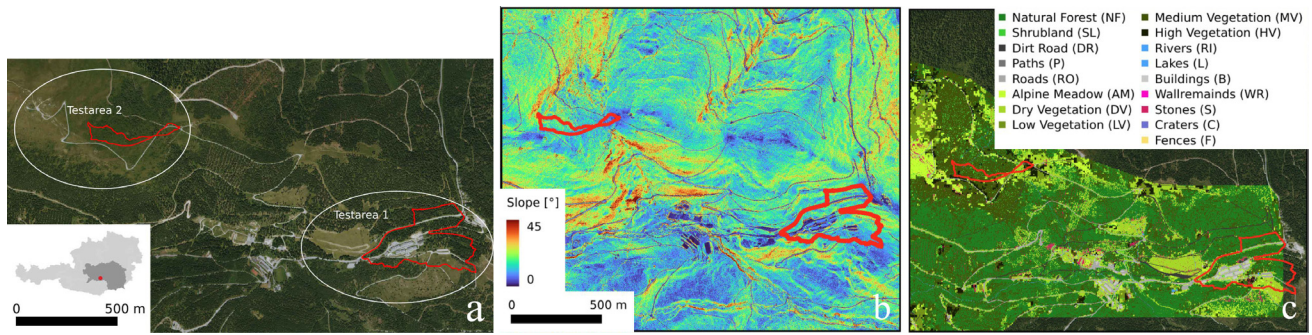 Testarea 2
Testarea 1
0
500 m
a
Slope [°]
45
0
0
500 m
b
Natural Forest (NF)
Shrubland (SL)
Dirt Road (DR)
Paths (P)
Roads (RO)
Alpine Meadow (AM)
Dry Vegetation (DV)
Low Vegetation (LV)
Medium Vegetation (MV)
High Vegetation (HV)
Rivers (RI)
Lakes (L)
Buildings (B)
Wallremainds (WR)
Stones (S)
Craters (C)
Fences (F)
c